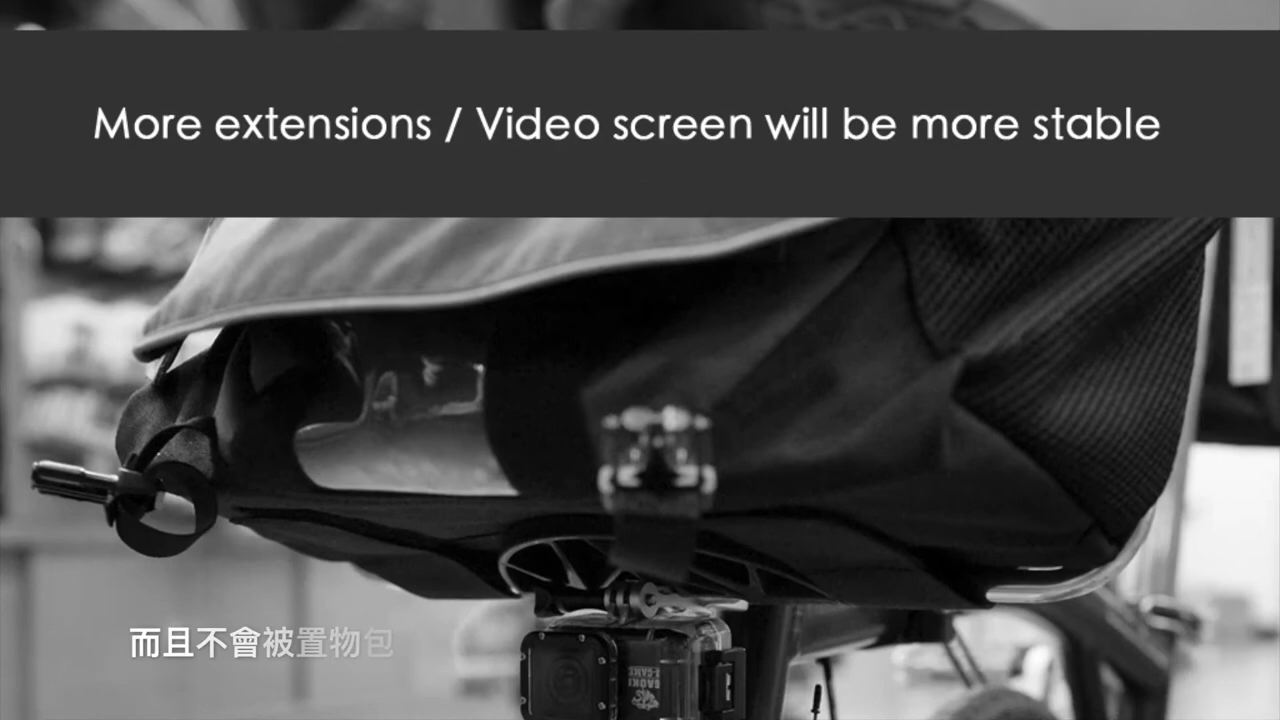 More extensions / Video screen will be more stable
而且不會被置物包